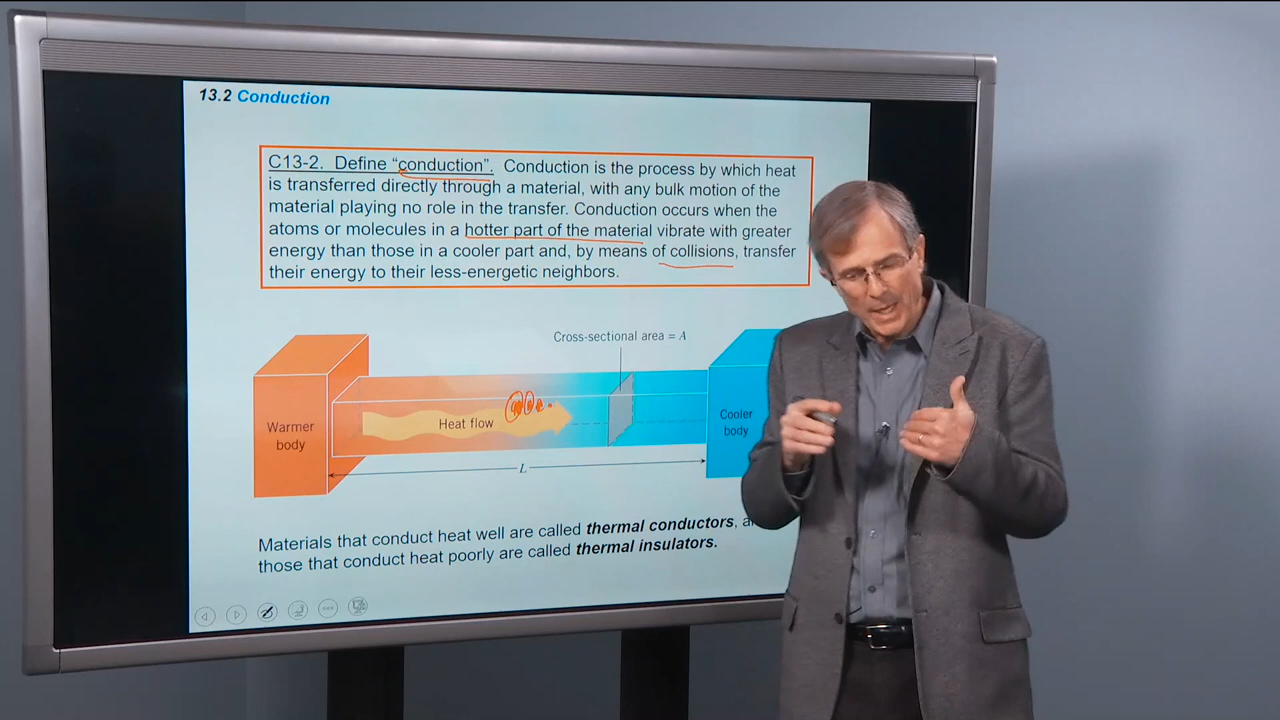 13.2 Conduction
C13-2. Define “conduction”. Conduction is the process by which heat
is transferred directly through a material, with any bulk motion of the
material playing no role in the transfer. Conduction occurs when the
atoms or molecules in a hotter part of the material vibrate with greater
energy than those in a cooler part and, by means of collisions, transfer
their energy to their less-energetic neighbors.
Cross-sectional area = A
Warmer
body
Heat flow
Cooler
body
L
Materials that conduct heat well are called thermal conductors,
those that conduct heat poorly are called thermal insulators.